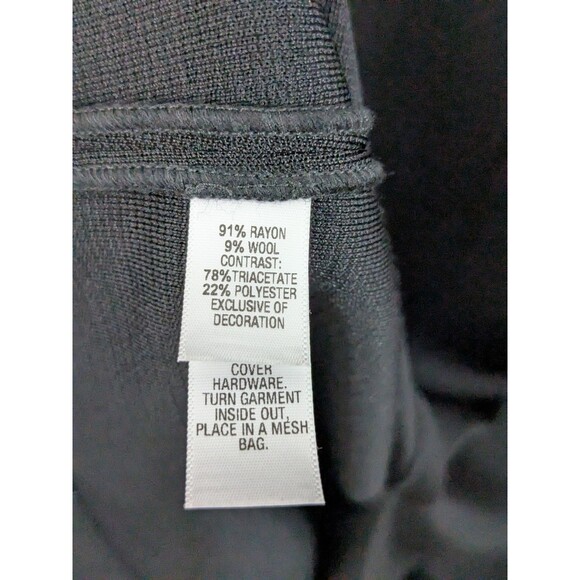 91% RAYON
9% WOOL
CONTRAST:
78%TRIACETATE
22% POLYESTER
EXCLUSIVE OF
DECORATION
COVER
HARDWARE.
TURN GARMENT
INSIDE OUT,
PLACE IN A MESH
BAG.